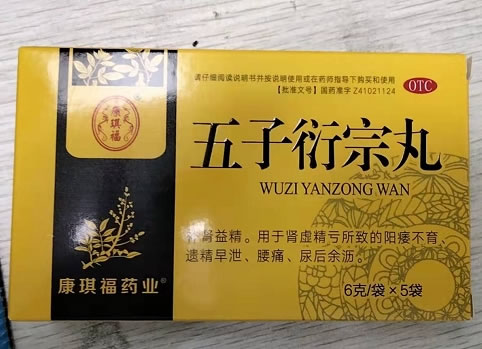 请仔细阅读说明书并按说明使用或在药师指导下购买和使用
【批准文号】国药准字Z41021124
OTC
康琪福
五子衍宗丸
WUZI YANZONG WAN
肾益精。用于肾虚精亏所致的阳痿不育、
遗精早泄、腰痛、尿后余沥。
康琪福药业®
6克/袋×5袋